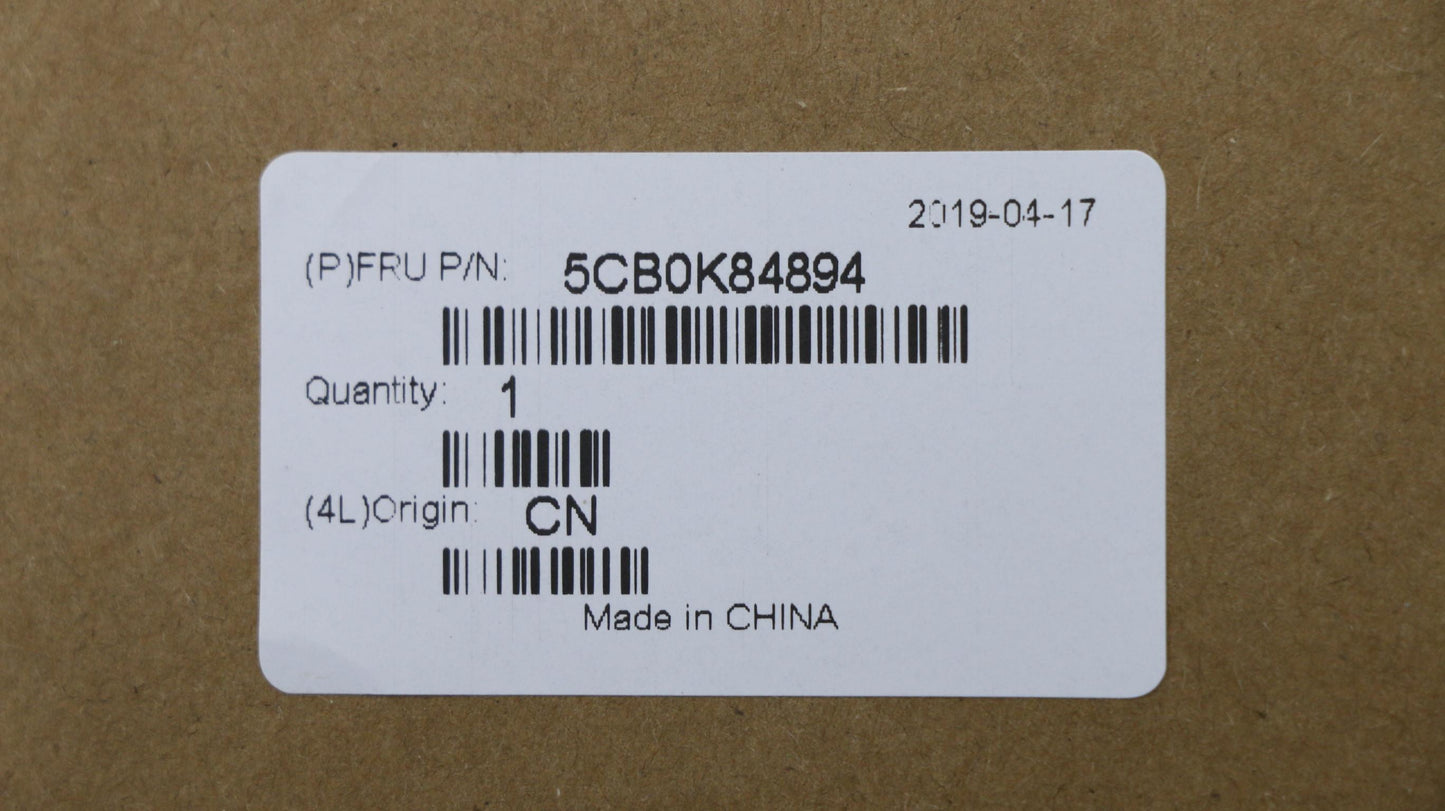 2019-04-17
(P)FRU P/N: 5CB0K84894
Quantity: 1
(4L)Origin: CN
Made in CHINA